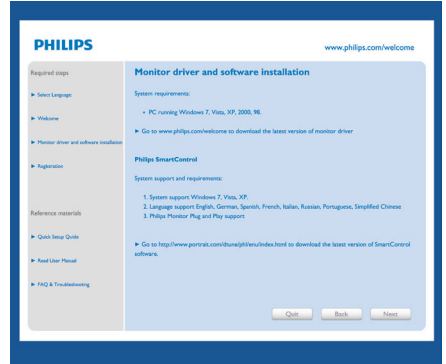 PHILIPS
www.philips.com/welcome
Required steps
► Select Language
► Welcome
► Monitor driver and software installation
► Registration
Reference materials
► Quick Setup Guide
► Read User Manual
► FAQ & Troubleshooting
Monitor driver and software installation
System requirements:
• PC running Windows 7, Vista, XP, 2000, 98.
► Go to www.philips.com/welcome to download the latest version of monitor driver
Philips SmartControl
System support and requirements:
1. System support Windows 7, Vista, XP.
2. Language support English, German, Spanish, French, Italian, Russian, Portuguese, Simplified Chinese
3. Philips Monitor Plug and Play support
► Go to http://www.portrait.com/dtune/phl/enu/index.html to download the latest version of SmartControl
software.
Quit
Back
Next